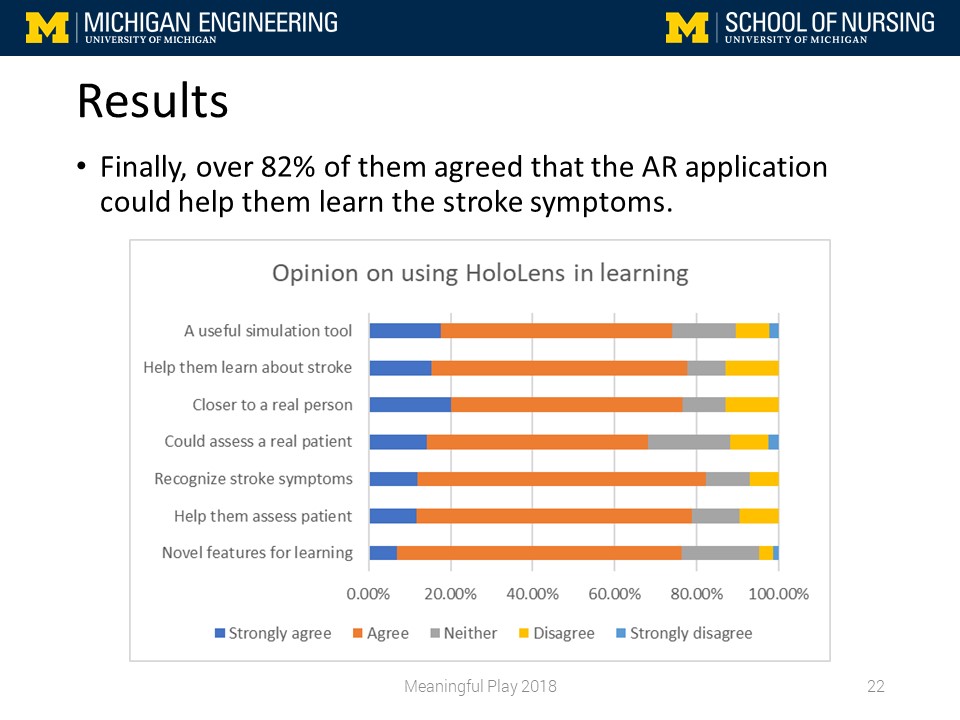 MICHIGAN ENGINEERING
UNIVERSITY OF MICHIGAN
SCHOOL OF NURSING
UNIVERSITY OF MICHIGAN
Results
• Finally, over 82% of them agreed that the AR application
could help them learn the stroke symptoms.
Opinion on using HoloLens in learning
A useful simulation tool
Help them learn about stroke
Closer to a real person
Could assess a real patient
Recognize stroke symptoms
Help them assess patient
Novel features for learning
0.00% 20.00% 40.00% 60.00% 80.00% 100.00%
Strongly agree Agree Neither Disagree Strongly disagree
Meaningful Play 2018 22